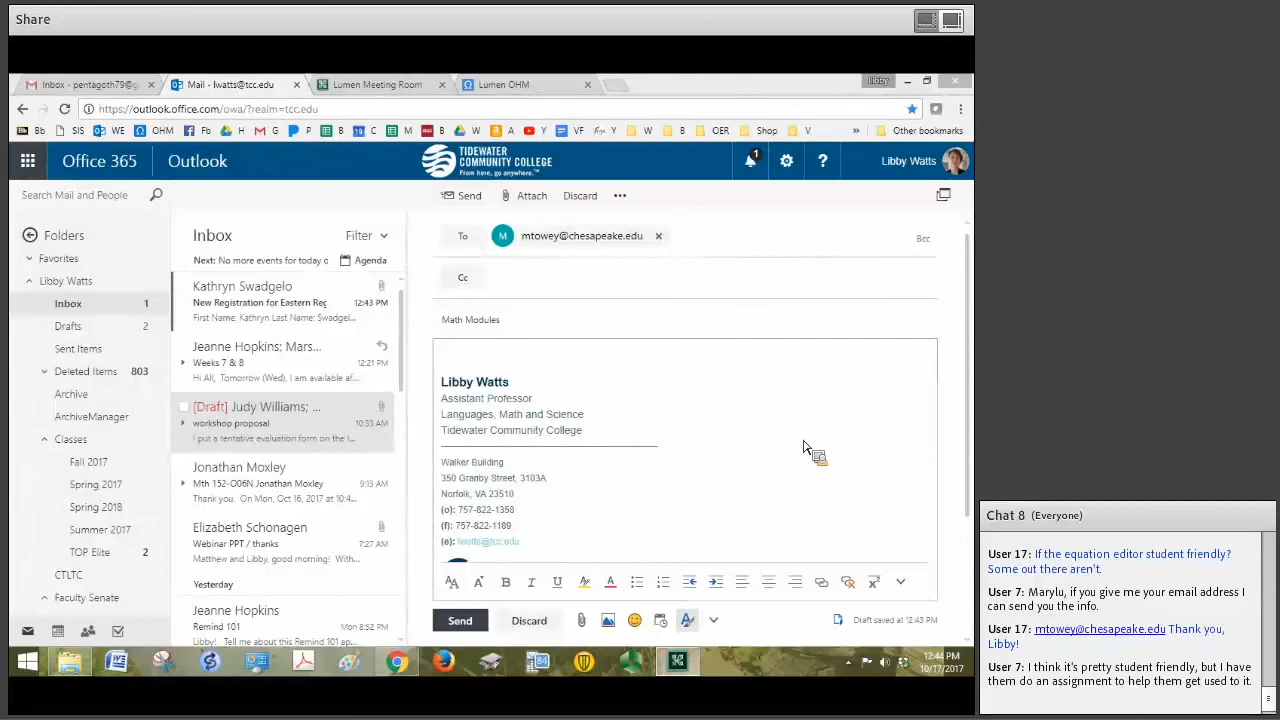 Share
Inbox - pentagoth79@g
Mail - lwatts@tcc.edu
Lumen Meeting Room
Lumen OHM
Libby
https://outlook.office.com/owa/?realm=tcc.edu
Bb SIS WE OHM Fb H G P B C M B W A Y VF Y W B OER Shop V » Other bookmarks
Office 365 Outlook
TIDEWATER
COMMUNITY COLLEGE
From here, go anywhere.™
1
?
Libby Watts
Search Mail and People
Send Attach Discard •••
Folders
Favorites
Libby Watts
Inbox 1
Drafts 2
Sent Items
Deleted Items 803
Archive
ArchiveManager
Classes
Fall 2017
Spring 2017
Spring 2018
Summer 2017
TOP Elite 2
CTLTC
Faculty Senate
Inbox Filter
Next: No more events for today o Agenda
Kathryn Swadgelo
New Registration for Eastern Reg 12:43 PM
First Name: Kathryn Last Name: Swadgel...
Jeanne Hopkins; Mars...
Weeks 7 & 8 12:21 PM
Hi All, Tomorrow (Wed), I am available af...
[Draft] Judy Williams; ...
workshop proposal 10:33 AM
I put a tentative evaluation form on the l...
Jonathan Moxley
Mth 152-O06N Jonathan Moxley 9:13 AM
Thank you. On Mon, Oct 16, 2017 at 10:4...
Elizabeth Schonagen
Webinar PPT / thanks 7:27 AM
Matthew and Libby, good morning! With...
Yesterday
Jeanne Hopkins
Remind 101 Mon 8:52 PM
Libby! Tell me about this Remind 101 ap...
To M mtowey@chesapeake.edu Bcc
Cc
Math Modules
Libby Watts
Assistant Professor
Languages, Math and Science
Tidewater Community College
Walker Building
350 Granby Street, 3103A
Norfolk, VA 23510
(o): 757-822-1358
(f): 757-822-1189
(e): lwatts@tcc.edu
Send Discard
Draft saved at 12:43 PM
12:44 PM
10/17/2017
Chat 8 (Everyone)
User 17: If the equation editor student friendly?
Some out there aren't.
User 7: Marylu, if you give me your email address I
can send you the info.
User 17: mtowey@chesapeake.edu Thank you,
Libby!
User 7: I think it's pretty student friendly, but I have
them do an assignment to help them get used to it.